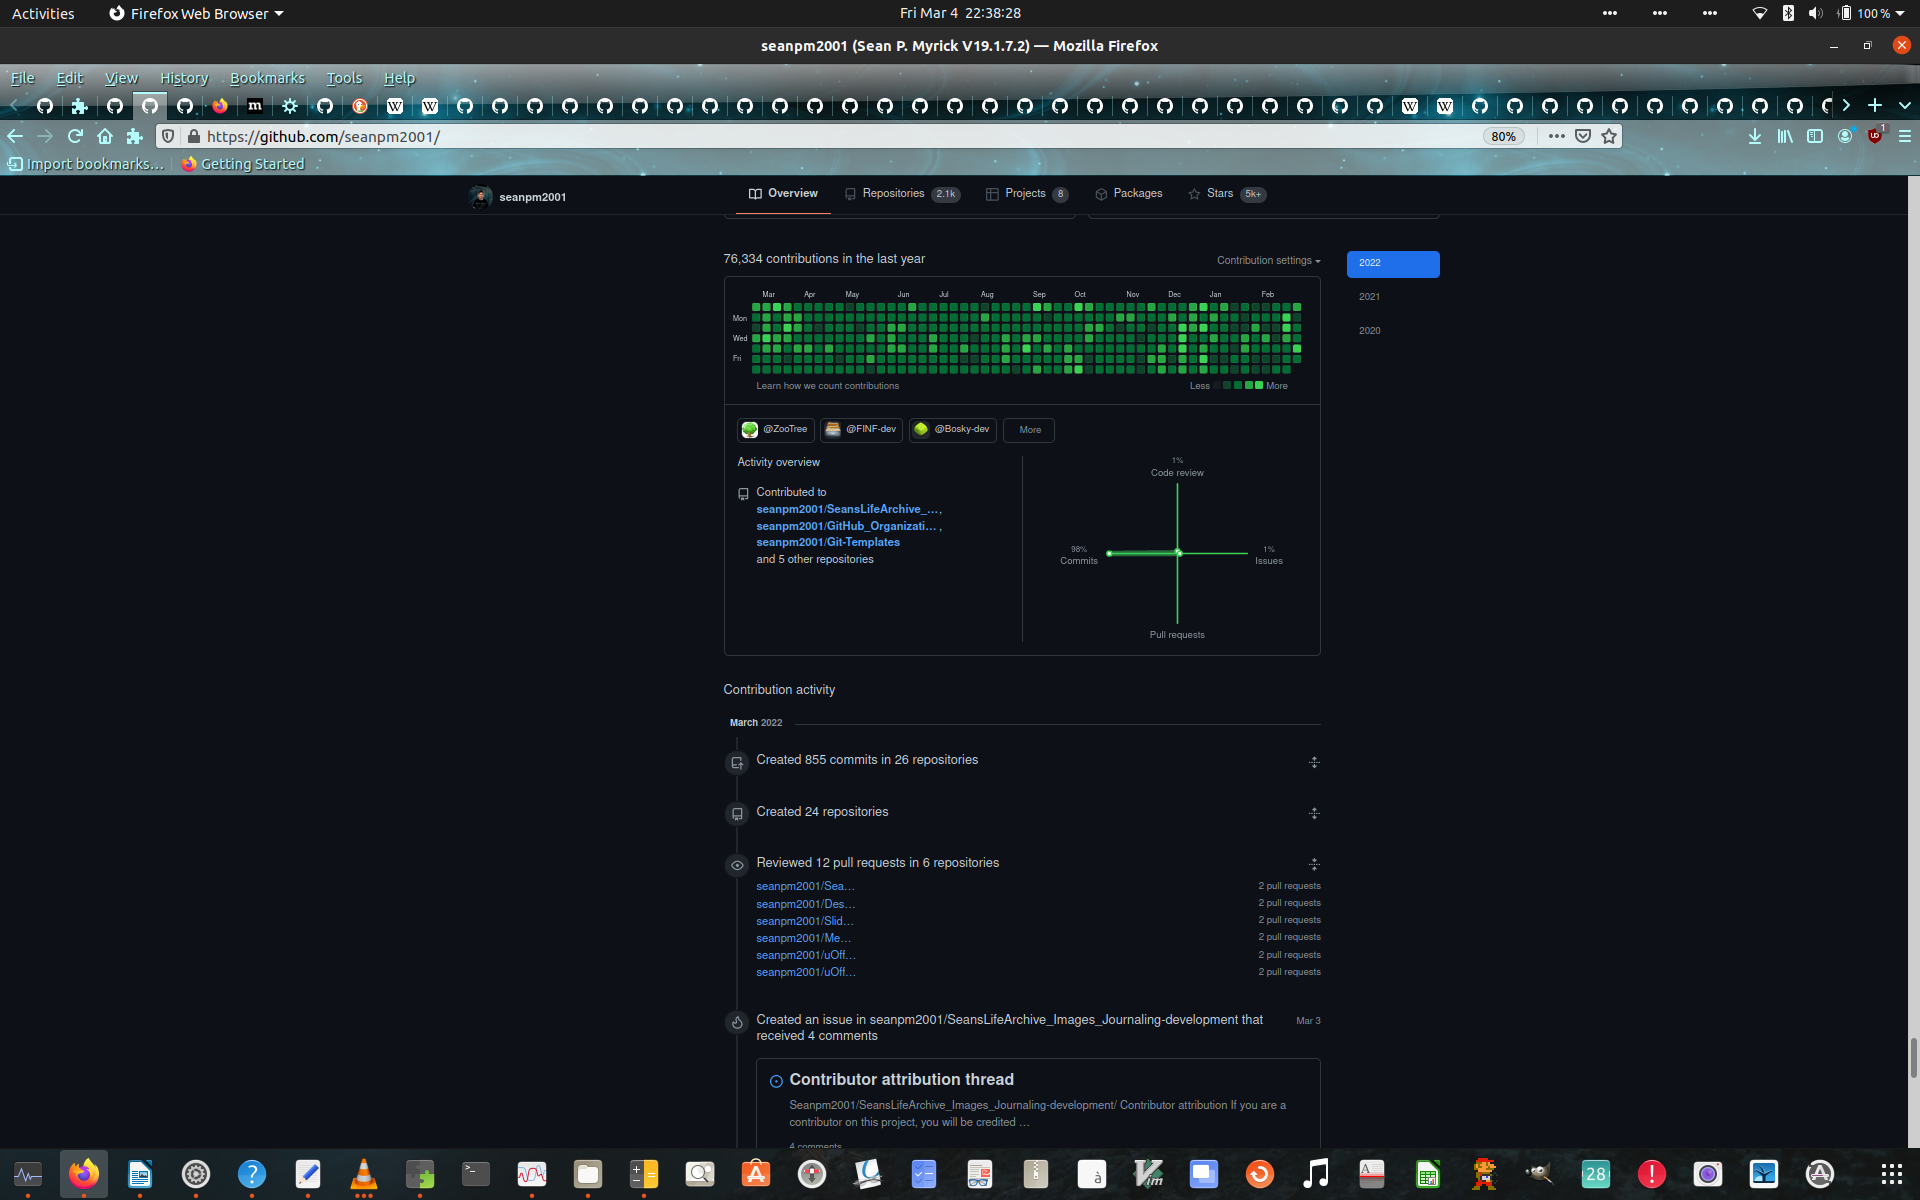 Activities
Firefox Web Browser
Fri Mar 4 22:38:28
100 %
seanpm2001 (Sean P. Myrick V19.1.7.2) — Mozilla Firefox
File Edit View History Bookmarks Tools Help
https://github.com/seanpm2001/
80%
1
Import bookmarks...
Getting Started
seanpm2001
Overview
Repositories 2.1k
Projects 8
Packages
Stars 5k+
76,334 contributions in the last year
Contribution settings
2022
2021
2020
Mar Apr May Jun Jul Aug Sep Oct Nov Dec Jan Feb
Mon
Wed
Fri
Learn how we count contributions
Less More
@ZooTree
@FINF-dev
@Bosky-dev
More
Activity overview
Contributed to
seanpm2001/SeansLifeArchive_…,
seanpm2001/GitHub_Organizati… ,
seanpm2001/Git-Templates
and 5 other repositories
1%
Code review
98%
Commits
1%
Issues
Pull requests
Contribution activity
March 2022
Created 855 commits in 26 repositories
Created 24 repositories
Reviewed 12 pull requests in 6 repositories
seanpm2001/Sea… 2 pull requests
seanpm2001/Des… 2 pull requests
seanpm2001/Slid… 2 pull requests
seanpm2001/Me… 2 pull requests
seanpm2001/uOff… 2 pull requests
seanpm2001/uOff… 2 pull requests
Created an issue in seanpm2001/SeansLifeArchive_Images_Journaling-development that
received 4 comments
Mar 3
Contributor attribution thread
Seanpm2001/SeansLifeArchive_Images_Journaling-development/ Contributor attribution If you are a
contributor on this project, you will be credited …
4 comments
28